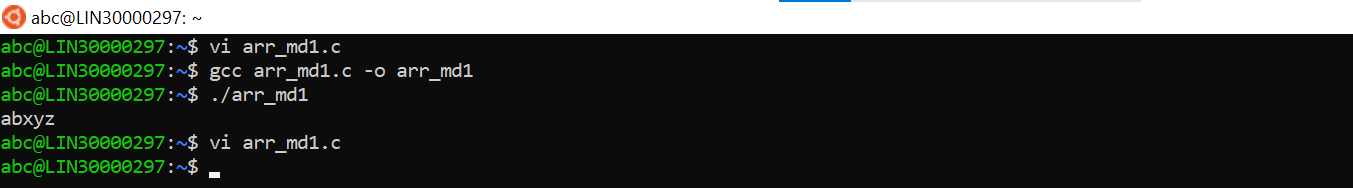 abc@LIN30000297: ~
abc@LIN30000297:~$ vi arr_md1.c
abc@LIN30000297:~$ gcc arr_md1.c -o arr_md1
abc@LIN30000297:~$ ./arr_md1
abxyz
abc@LIN30000297:~$ vi arr_md1.c
abc@LIN30000297:~$